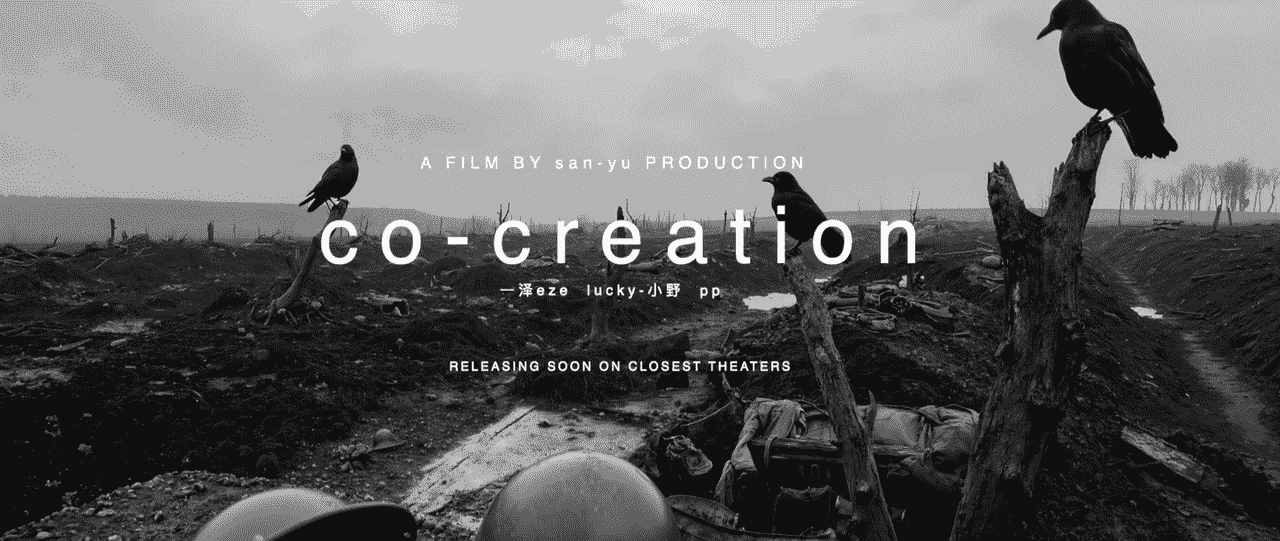 A FILM BY san-yu PRODUCTION
co-creation
一泽eze lucky-小野 pp
RELEASING SOON ON CLOSEST THEATERS